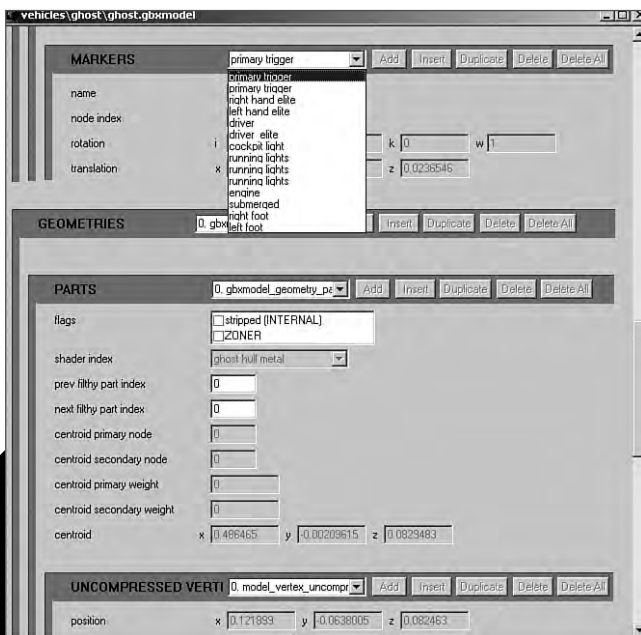 vehicles\ghost\ghost.gbxmodel
MARKERS primary trigger Add Insert Duplicate Delete Delete All
primary trigger
primary trigger
right hand elite
left hand elite
driver
driver elite
cockpit light
running lights
running lights
running lights
engine
submerged
right foot
left foot
name
node index
rotation i k 0 w 1
translation x z 0.0236546
GEOMETRIES 0. gbx Insert Duplicate Delete Delete All
PARTS 0. gbxmodel_geometry_pa Add Insert Duplicate Delete Delete All
flags stripped (INTERNAL)
ZONER
shader index ghost hull metal
prev filthy part index 0
next filthy part index 0
centroid primary node 0
centroid secondary node 0
centroid primary weight 0
centroid secondary weight 0
centroid x 0.486465 y -0.00209615 z 0.0829483
UNCOMPRESSED VERTI 0. model_vertex_uncompr Add Insert Duplicate Delete Delete All
position x 0.121899 y -0.0638005 z 0.082463